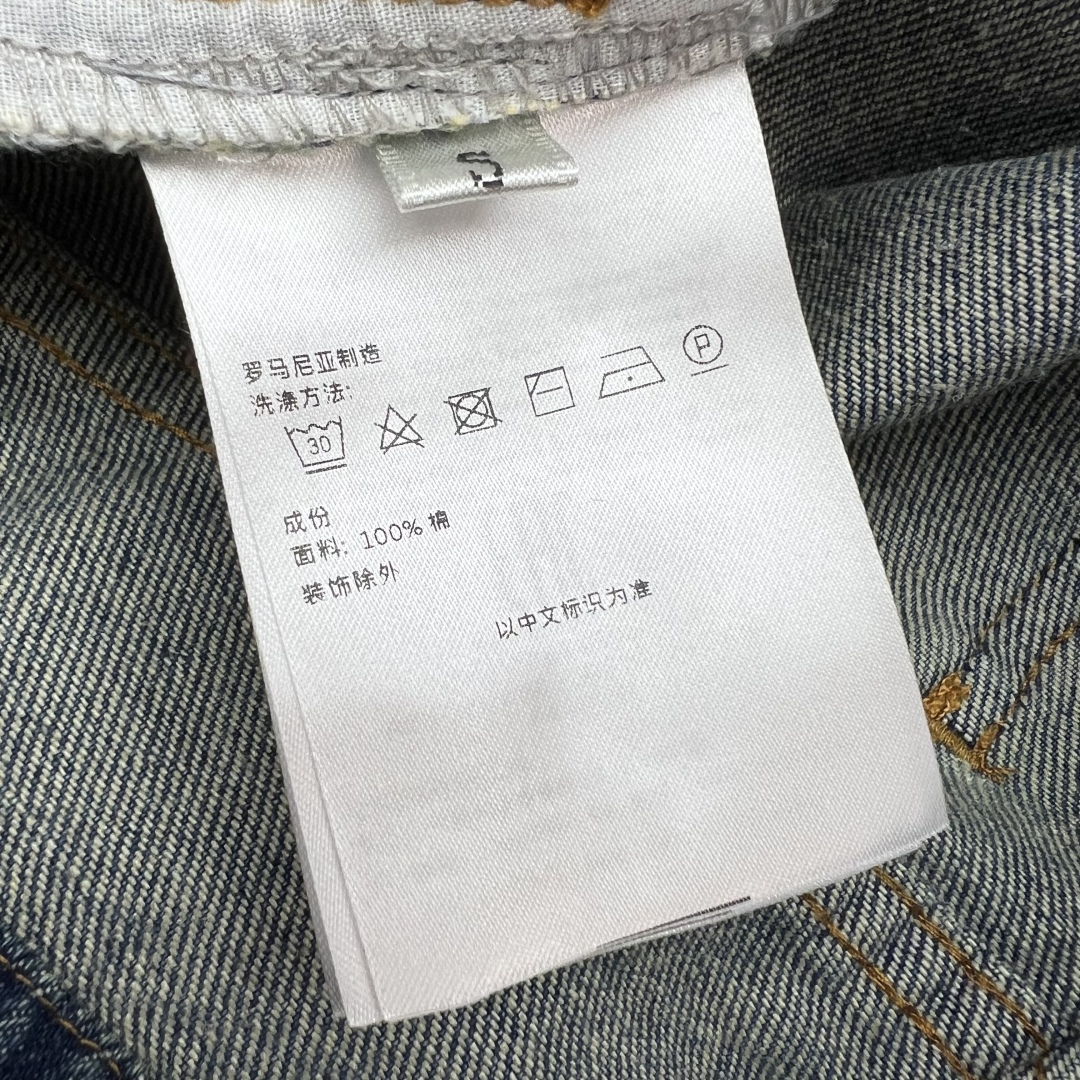 罗马尼亚制造
洗涤方法:
30
P
成份
面料: 100% 棉
装饰除外
以中文标识为准